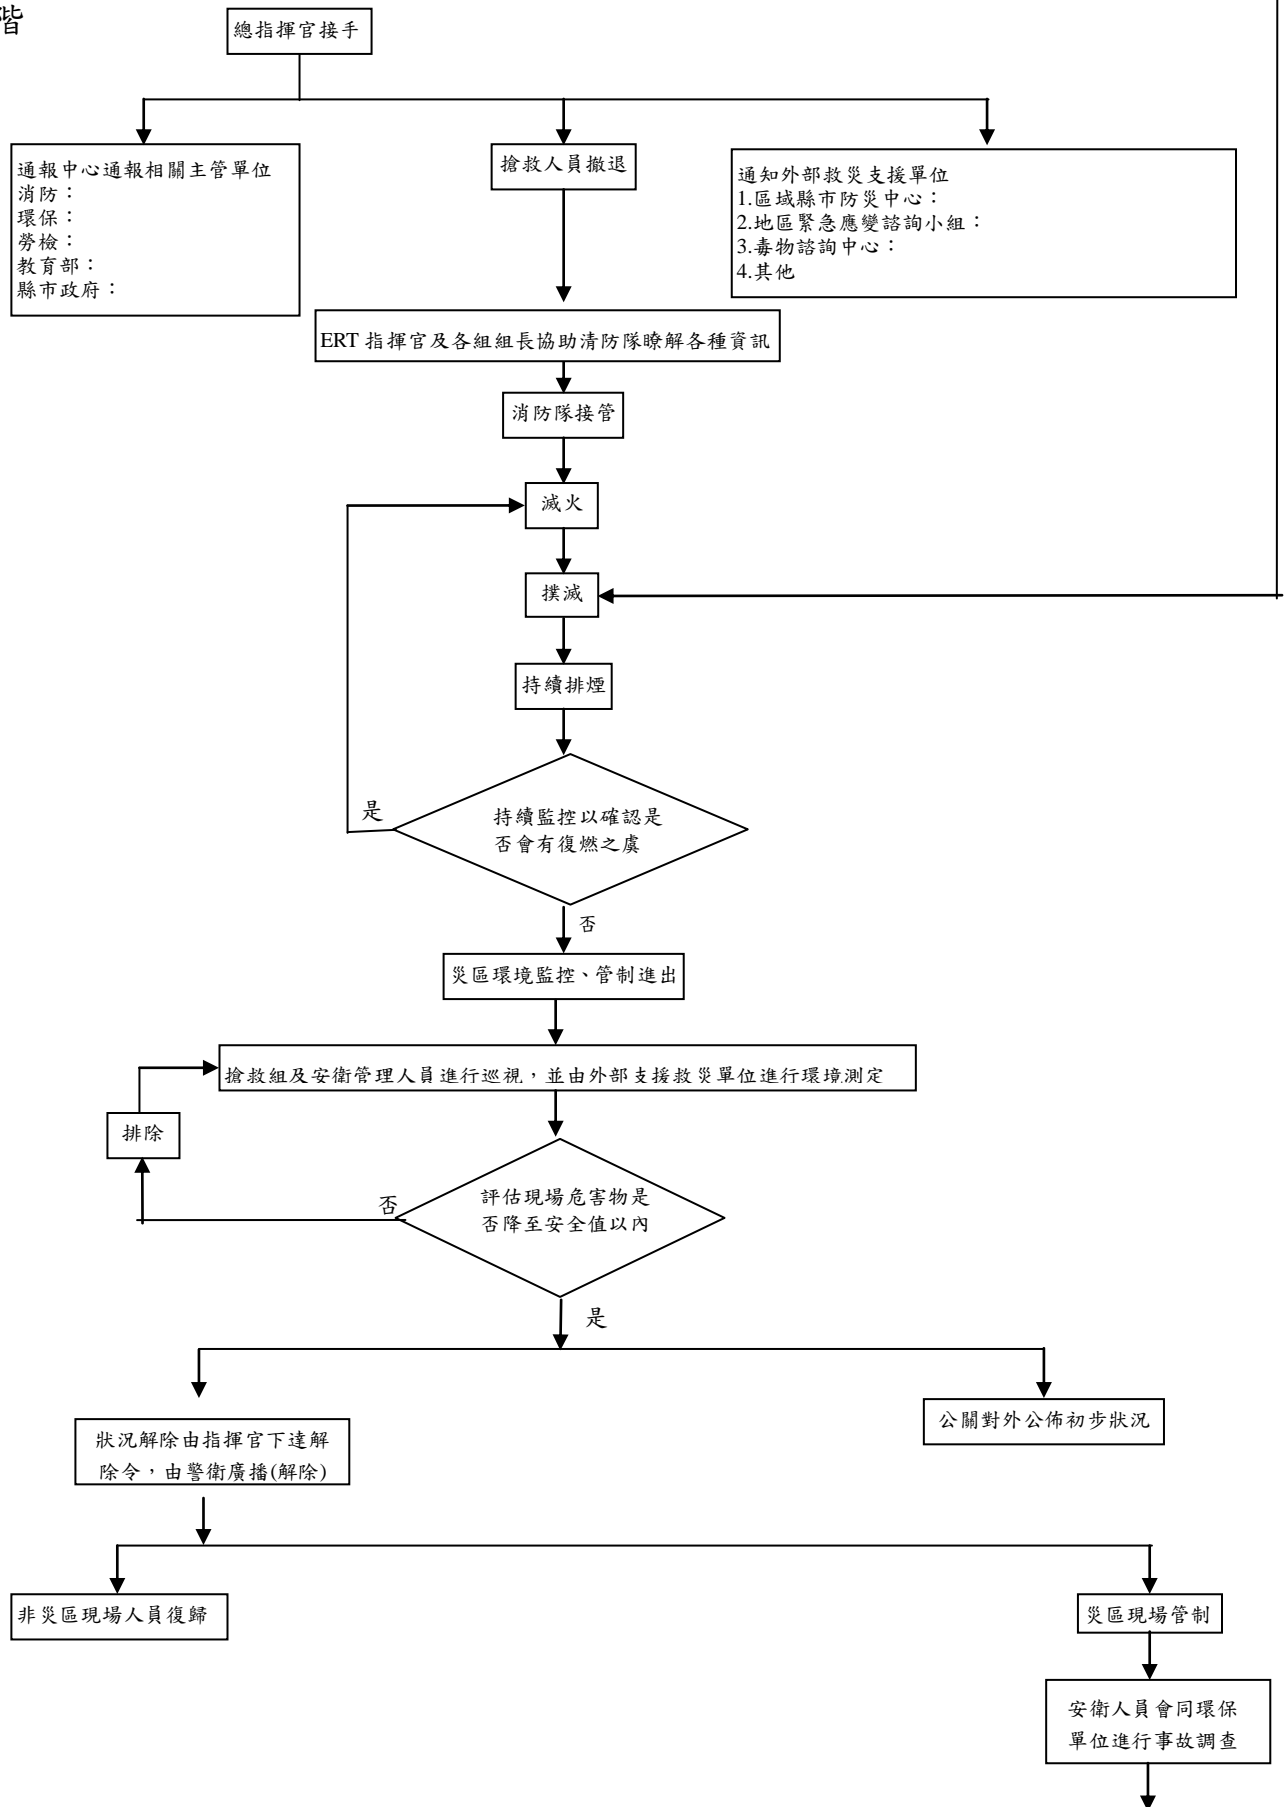 階
總指揮官接手
通報中心通報相關主管單位
消防：
環保：
勞檢：
教育部：
縣市政府：
搶救人員撤退
通知外部救災支援單位
1.區域縣市防災中心：
2.地區緊急應變諮詢小組：
3.毒物諮詢中心：
4.其他
ERT 指揮官及各組組長協助清防隊瞭解各種資訊
消防隊接管
滅火
撲滅
持續排煙
是
持續監控以確認是
否會有復燃之虞
否
災區環境監控、管制進出
搶救組及安衛管理人員進行巡視，並由外部支援救災單位進行環境測定
排除
否
評估現場危害物是
否降至安全值以內
是
狀況解除由指揮官下達解
除令，由警衛廣播(解除)
公關對外公佈初步狀況
非災區現場人員復歸
災區現場管制
安衛人員會同環保
單位進行事故調查